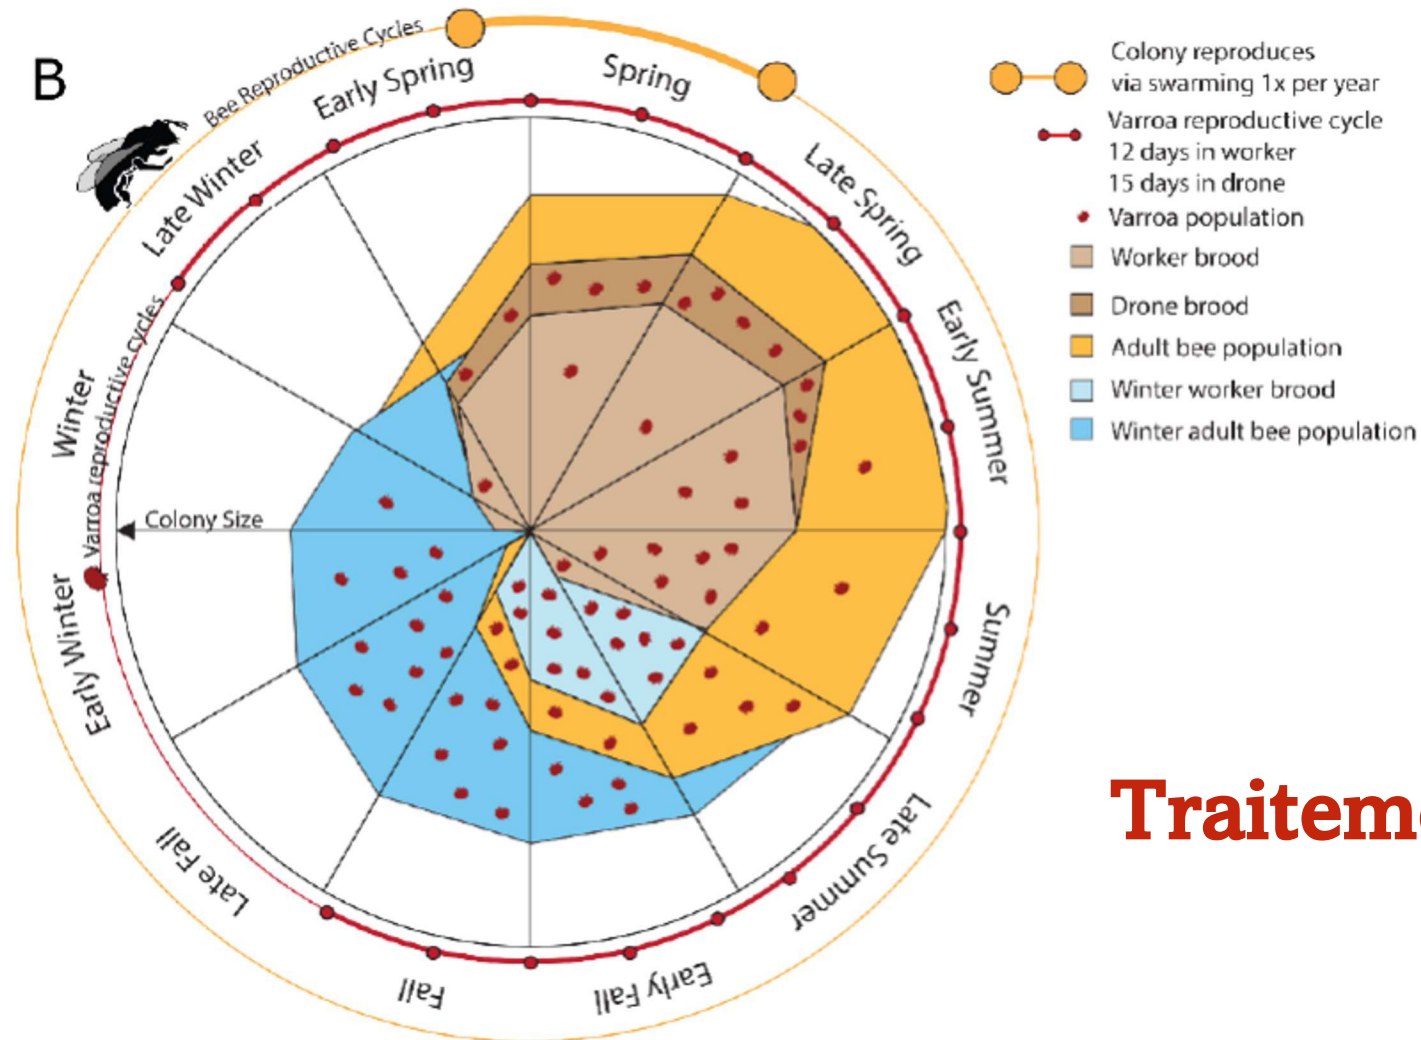 B
Bee Reproductive Cycles
Early Spring
Spring
Late Spring
Early Summer
Summer
Late Summer
Early Fall
Fall
Late Fall
Early Winter
Winter
Late Winter
Varroa reproductive cycles
Colony Size
Colony reproduces
via swarming 1x per year
Varroa reproductive cycle
12 days in worker
15 days in drone
Varroa population
Worker brood
Drone brood
Adult bee population
Winter worker brood
Winter adult bee population